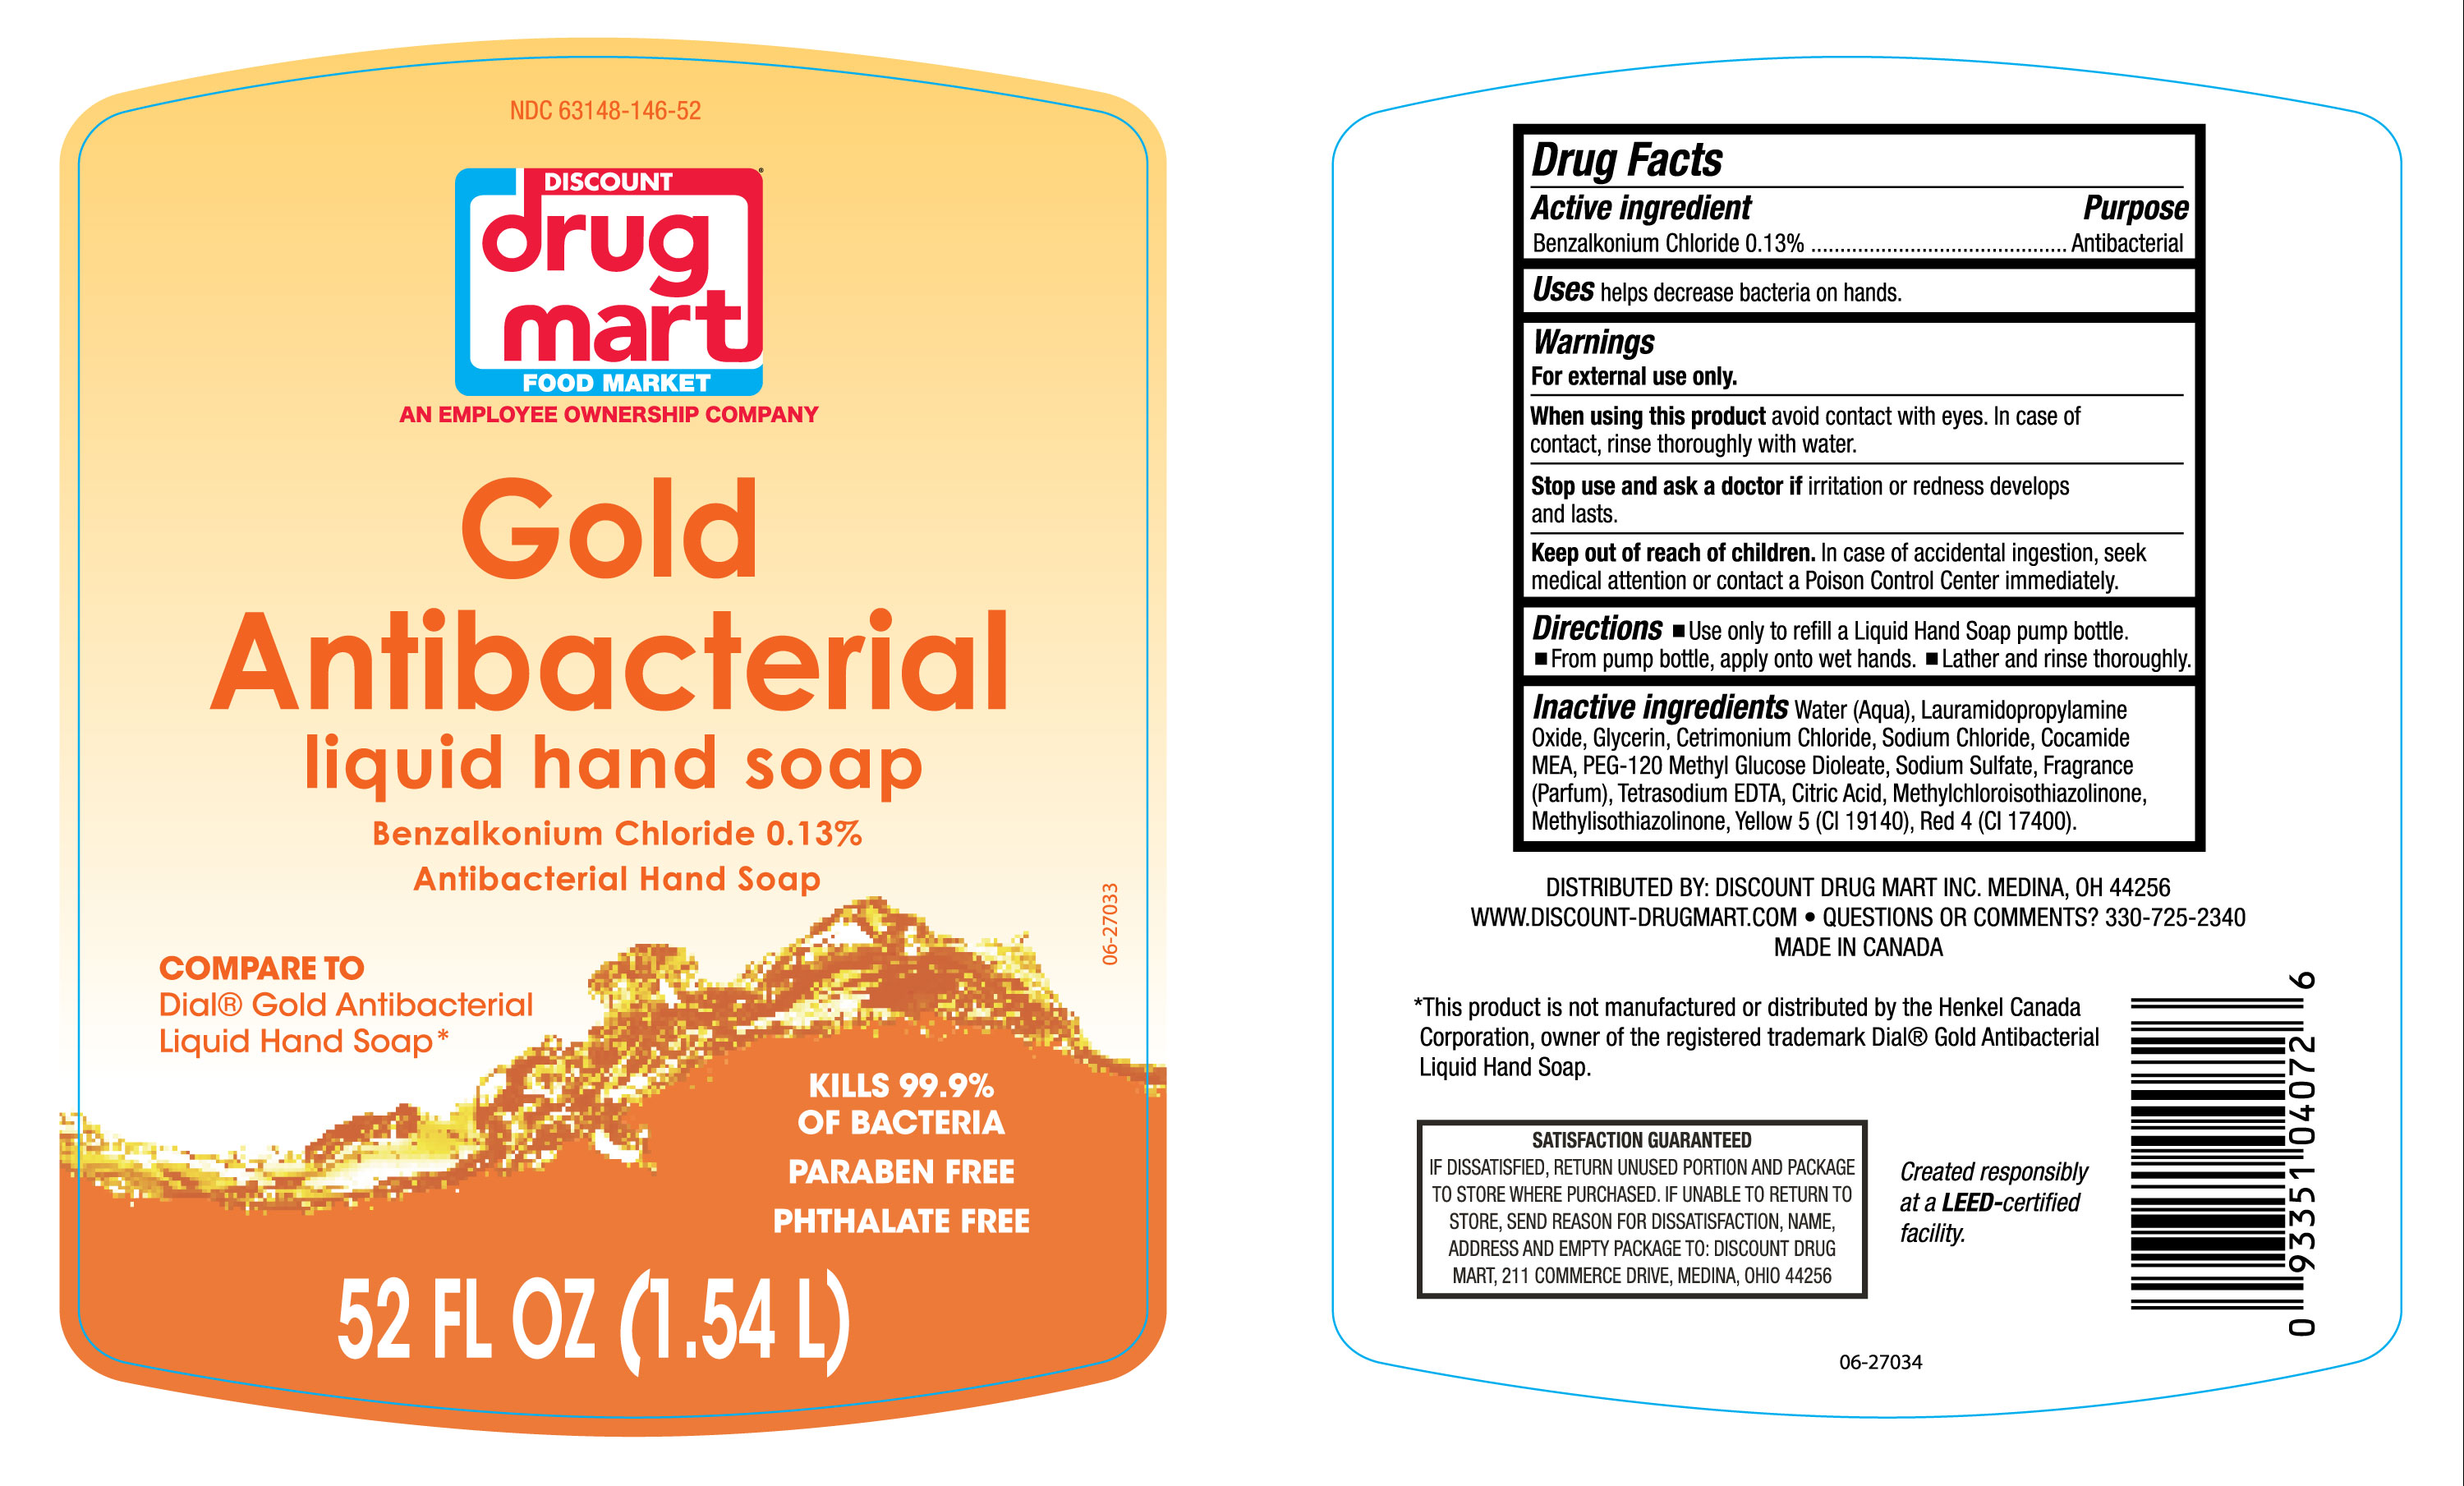 NDC 63148-146-52
DISCOUNT
drug
mart®
FOOD MARKET
AN EMPLOYEE OWNERSHIP COMPANY
Gold
Antibacterial
liquid hand soap
Benzalkonium Chloride 0.13%
Antibacterial Hand Soap
06-27033
COMPARE TO
Dial® Gold Antibacterial
Liquid Hand Soap*
KILLS 99.9%
OF BACTERIA
PARABEN FREE
PHTHALATE FREE
52 FL OZ (1.54 L)
Drug Facts
Active ingredient Purpose
Benzalkonium Chloride 0.13% ............................................ Antibacterial
Uses helps decrease bacteria on hands.
Warnings
For external use only.
When using this product avoid contact with eyes. In case of
contact, rinse thoroughly with water.
Stop use and ask a doctor if irritation or redness develops
and lasts.
Keep out of reach of children. In case of accidental ingestion, seek
medical attention or contact a Poison Control Center immediately.
Directions ■ Use only to refill a Liquid Hand Soap pump bottle.
■ From pump bottle, apply onto wet hands. ■ Lather and rinse thoroughly.
Inactive ingredients Water (Aqua), Lauramidopropylamine
Oxide, Glycerin, Cetrimonium Chloride, Sodium Chloride, Cocamide
MEA, PEG-120 Methyl Glucose Dioleate, Sodium Sulfate, Fragrance
(Parfum), Tetrasodium EDTA, Citric Acid, Methylchloroisothiazolinone,
Methylisothiazolinone, Yellow 5 (CI 19140), Red 4 (CI 17400).
DISTRIBUTED BY: DISCOUNT DRUG MART INC. MEDINA, OH 44256
WWW.DISCOUNT-DRUGMART.COM • QUESTIONS OR COMMENTS? 330-725-2340
MADE IN CANADA
*This product is not manufactured or distributed by the Henkel Canada
Corporation, owner of the registered trademark Dial® Gold Antibacterial
Liquid Hand Soap.
SATISFACTION GUARANTEED
IF DISSATISFIED, RETURN UNUSED PORTION AND PACKAGE
TO STORE WHERE PURCHASED. IF UNABLE TO RETURN TO
STORE, SEND REASON FOR DISSATISFACTION, NAME,
ADDRESS AND EMPTY PACKAGE TO: DISCOUNT DRUG
MART, 211 COMMERCE DRIVE, MEDINA, OHIO 44256
Created responsibly
at a LEED-certified
facility.
0 93351 04072 6
06-27034